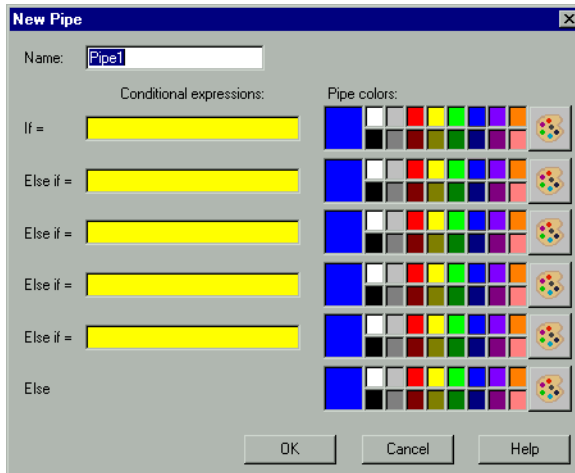 New Pipe
Name: Pipe1
Conditional expressions: Pipe colors:
If =
Else if =
Else if =
Else if =
Else if =
Else
OK Cancel Help